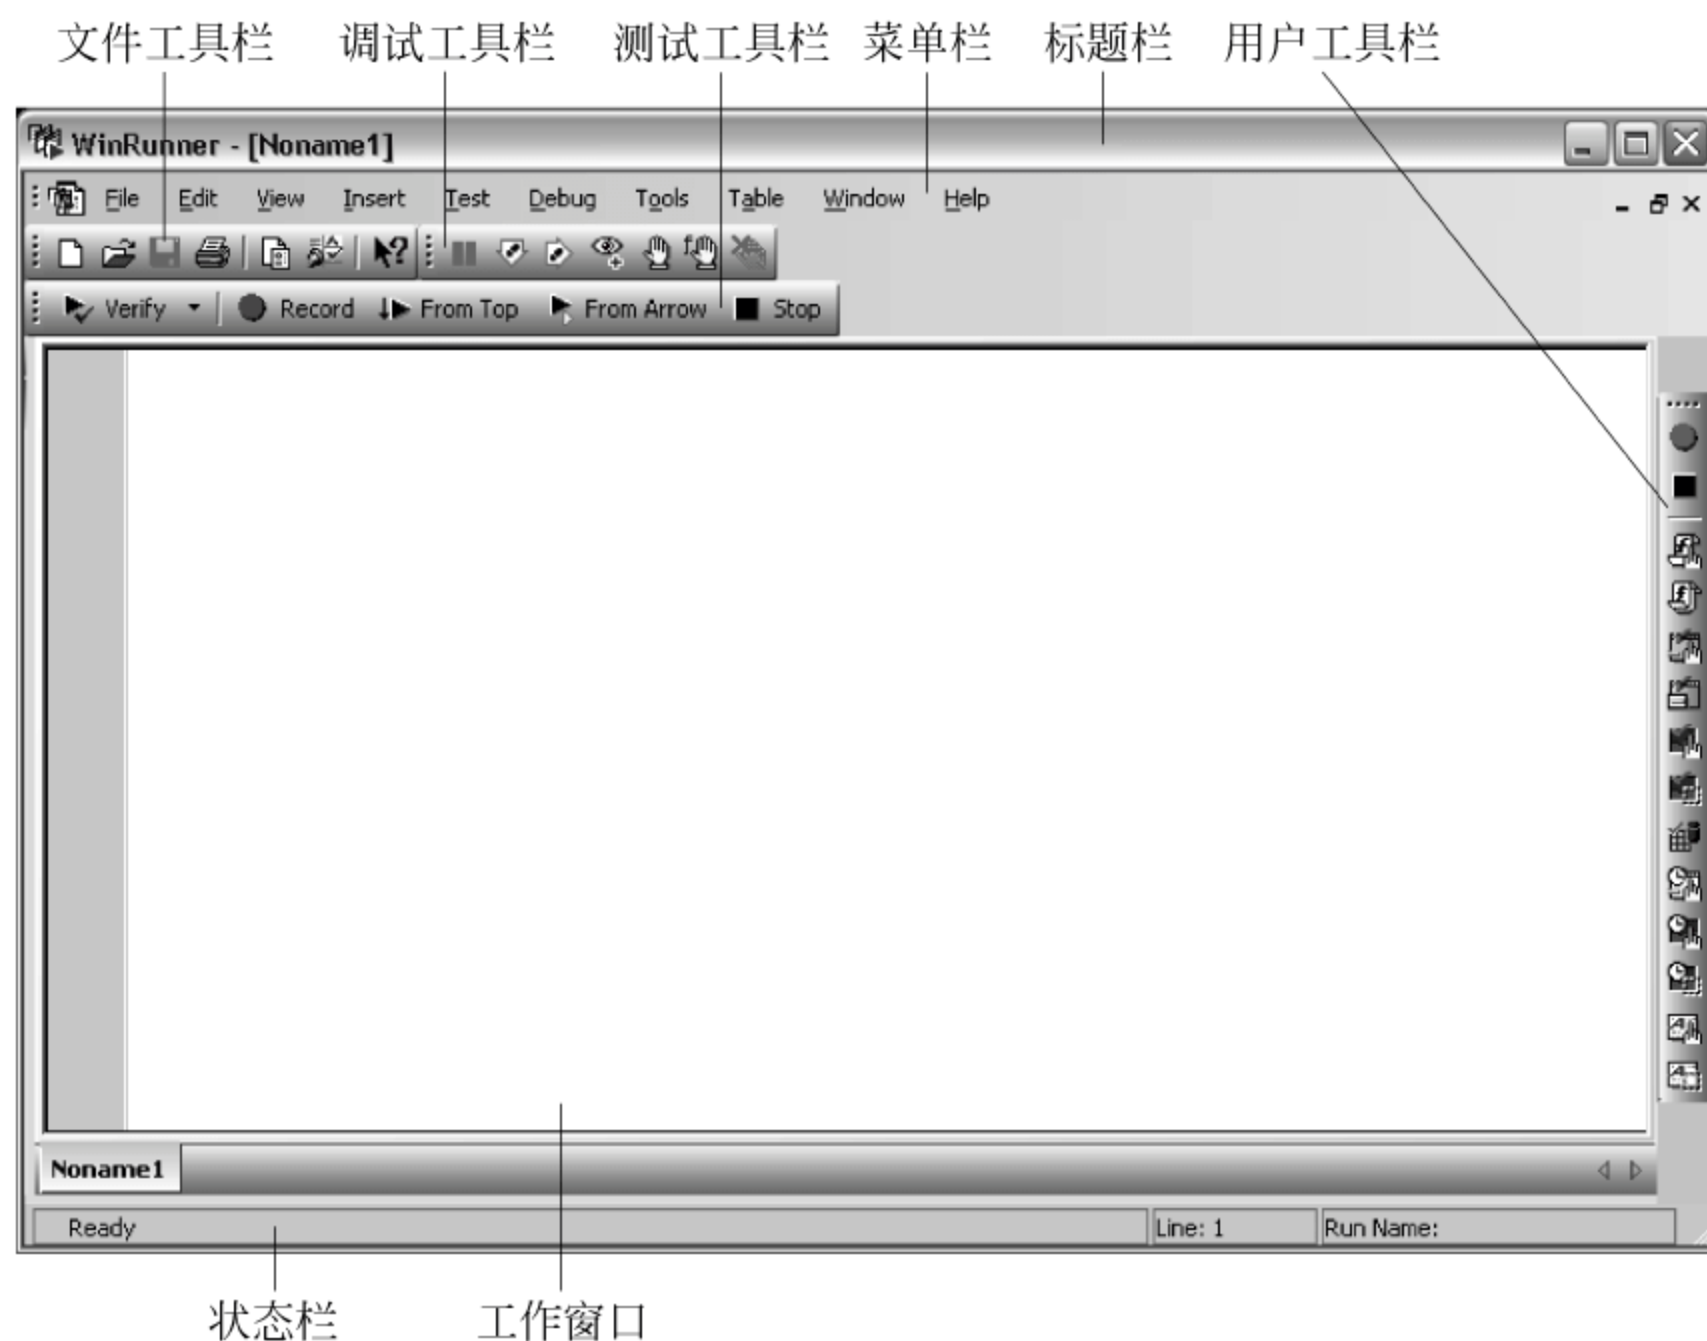 文件工具栏 调试工具栏 测试工具栏 菜单栏 标题栏 用户工具栏
WinRunner - [Noname1]
File Edit View Insert Test Debug Tools Table Window Help
Verify Record From Top From Arrow Stop
Noname1
Ready Line: 1 Run Name:
状态栏 工作窗口